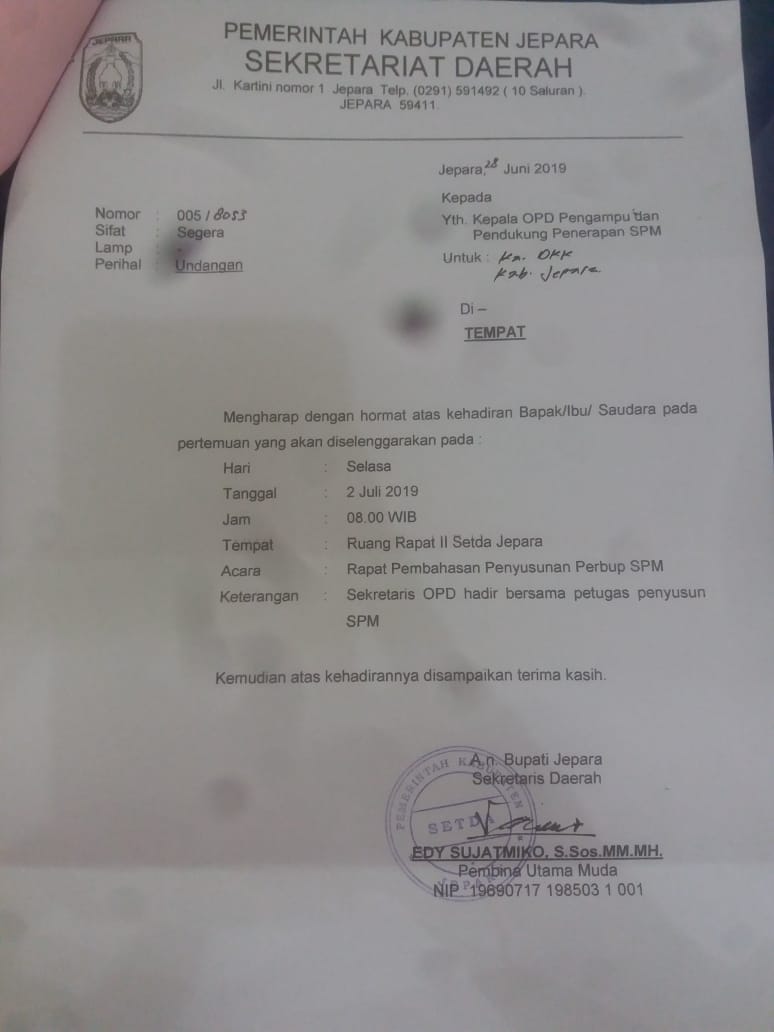 JEPARA
PEMERINTAH KABUPATEN JEPARA
SEKRETARIAT DAERAH
Jl. Kartini nomor 1 Jepara Telp. (0291) 591492 ( 10 Saluran ).
JEPARA 59411.
Jepara, 28 Juni 2019
Kepada
Yth. Kepala OPD Pengampu dan
Pendukung Penerapan SPM
Untuk : Ka. DKK
Kab. Jepara
Di –
TEMPAT
Nomor : 005 / 8053
Sifat : Segera
Lamp : -
Perihal : Undangan
Mengharap dengan hormat atas kehadiran Bapak/Ibu/ Saudara pada
pertemuan yang akan diselenggarakan pada :
Hari : Selasa
Tanggal : 2 Juli 2019
Jam : 08.00 WIB
Tempat : Ruang Rapat II Setda Jepara
Acara : Rapat Pembahasan Penyusunan Perbup SPM
Keterangan : Sekretaris OPD hadir bersama petugas penyusun
SPM
Kemudian atas kehadirannya disampaikan terima kasih.
A.n. Bupati Jepara
Sekretaris Daerah
PEMERINTAH KABUPATEN
SETDA
JEPARA
EDY SUJATMIKO, S.Sos.MM.MH.
Pembina Utama Muda
NIP. 19690717 198503 1 001